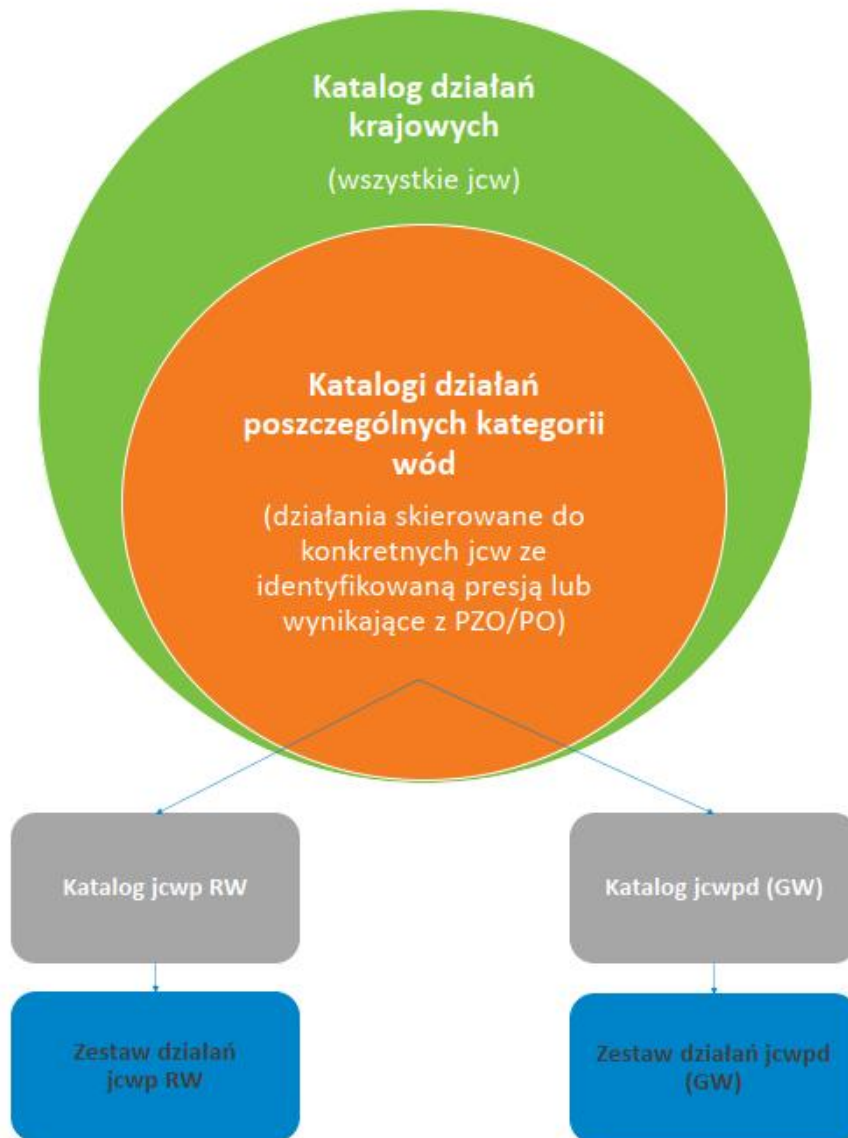 Katalog działań
krajowych
(wszystkie jcw)
Katalogi działań
poszczególnych kategorii
wód
(działania skierowane do
konkretnych jcw ze
identyfikowaną presją lub
wynikające z PZO/PO)
Katalog jcwp RW
Katalog jcwpd (GW)
Zestaw działań
jcwp RW
Zestaw działań jcwpd
(GW)